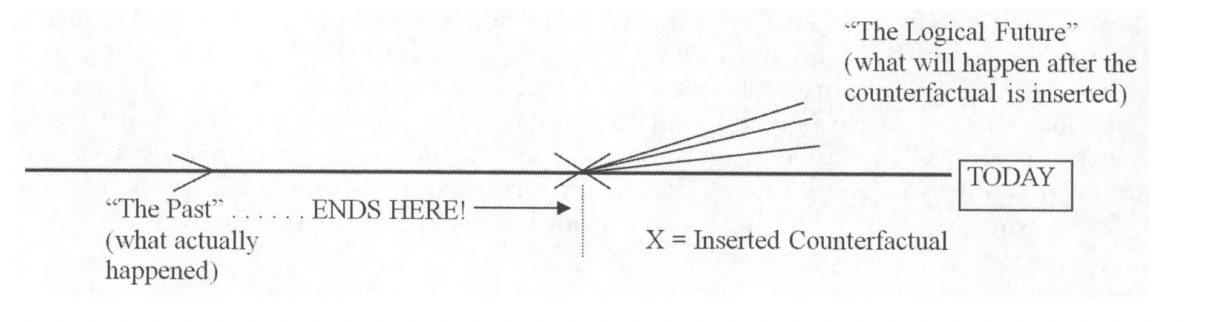 “The Logical Future”
(what will happen after the
counterfactual is inserted)
TODAY
“The Past” . . . . . . ENDS HERE!
(what actually
happened)
X = Inserted Counterfactual